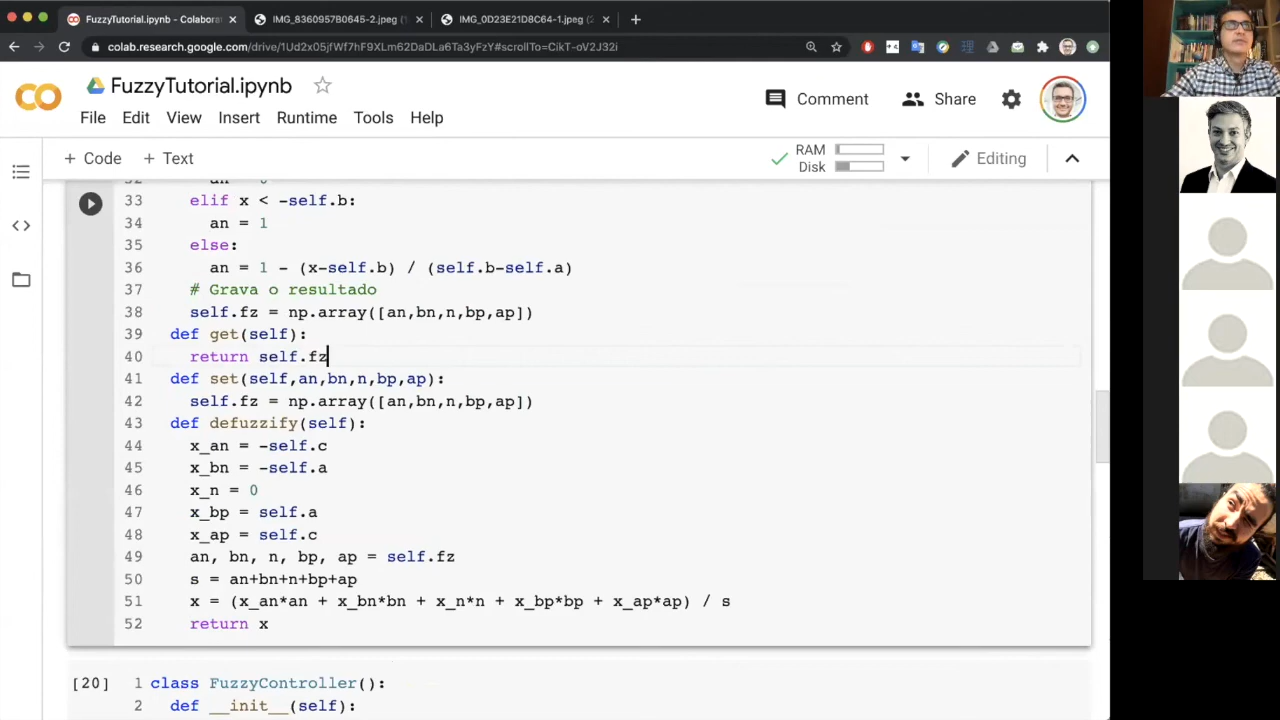 FuzzyTutorial.ipynb - Colabora
IMG_8360957B0645-2.jpeg (
IMG_0D23E21D8C64-1.jpeg (2
colab.research.google.com/drive/1Ud2x05jfWf7hF9XLm62DaDLa6Ta3yFzY#scrollTo=CikT-oV2J32i
CO
FuzzyTutorial.ipynb
Comment
Share
File Edit View Insert Runtime Tools Help
+ Code + Text
RAM
Disk
Editing
33 elif x < -self.b:
34 an = 1
35 else:
36 an = 1 - (x-self.b) / (self.b-self.a)
37 # Grava o resultado
38 self.fz = np.array([an,bn,n,bp,ap])
39 def get(self):
40 return self.fz
41 def set(self,an,bn,n,bp,ap):
42 self.fz = np.array([an,bn,n,bp,ap])
43 def defuzzify(self):
44 x_an = -self.c
45 x_bn = -self.a
46 x_n = 0
47 x_bp = self.a
48 x_ap = self.c
49 an, bn, n, bp, ap = self.fz
50 s = an+bn+n+bp+ap
51 x = (x_an*an + x_bn*bn + x_n*n + x_bp*bp + x_ap*ap) / s
52 return x
[20] 1 class FuzzyController():
2 def __init__(self):